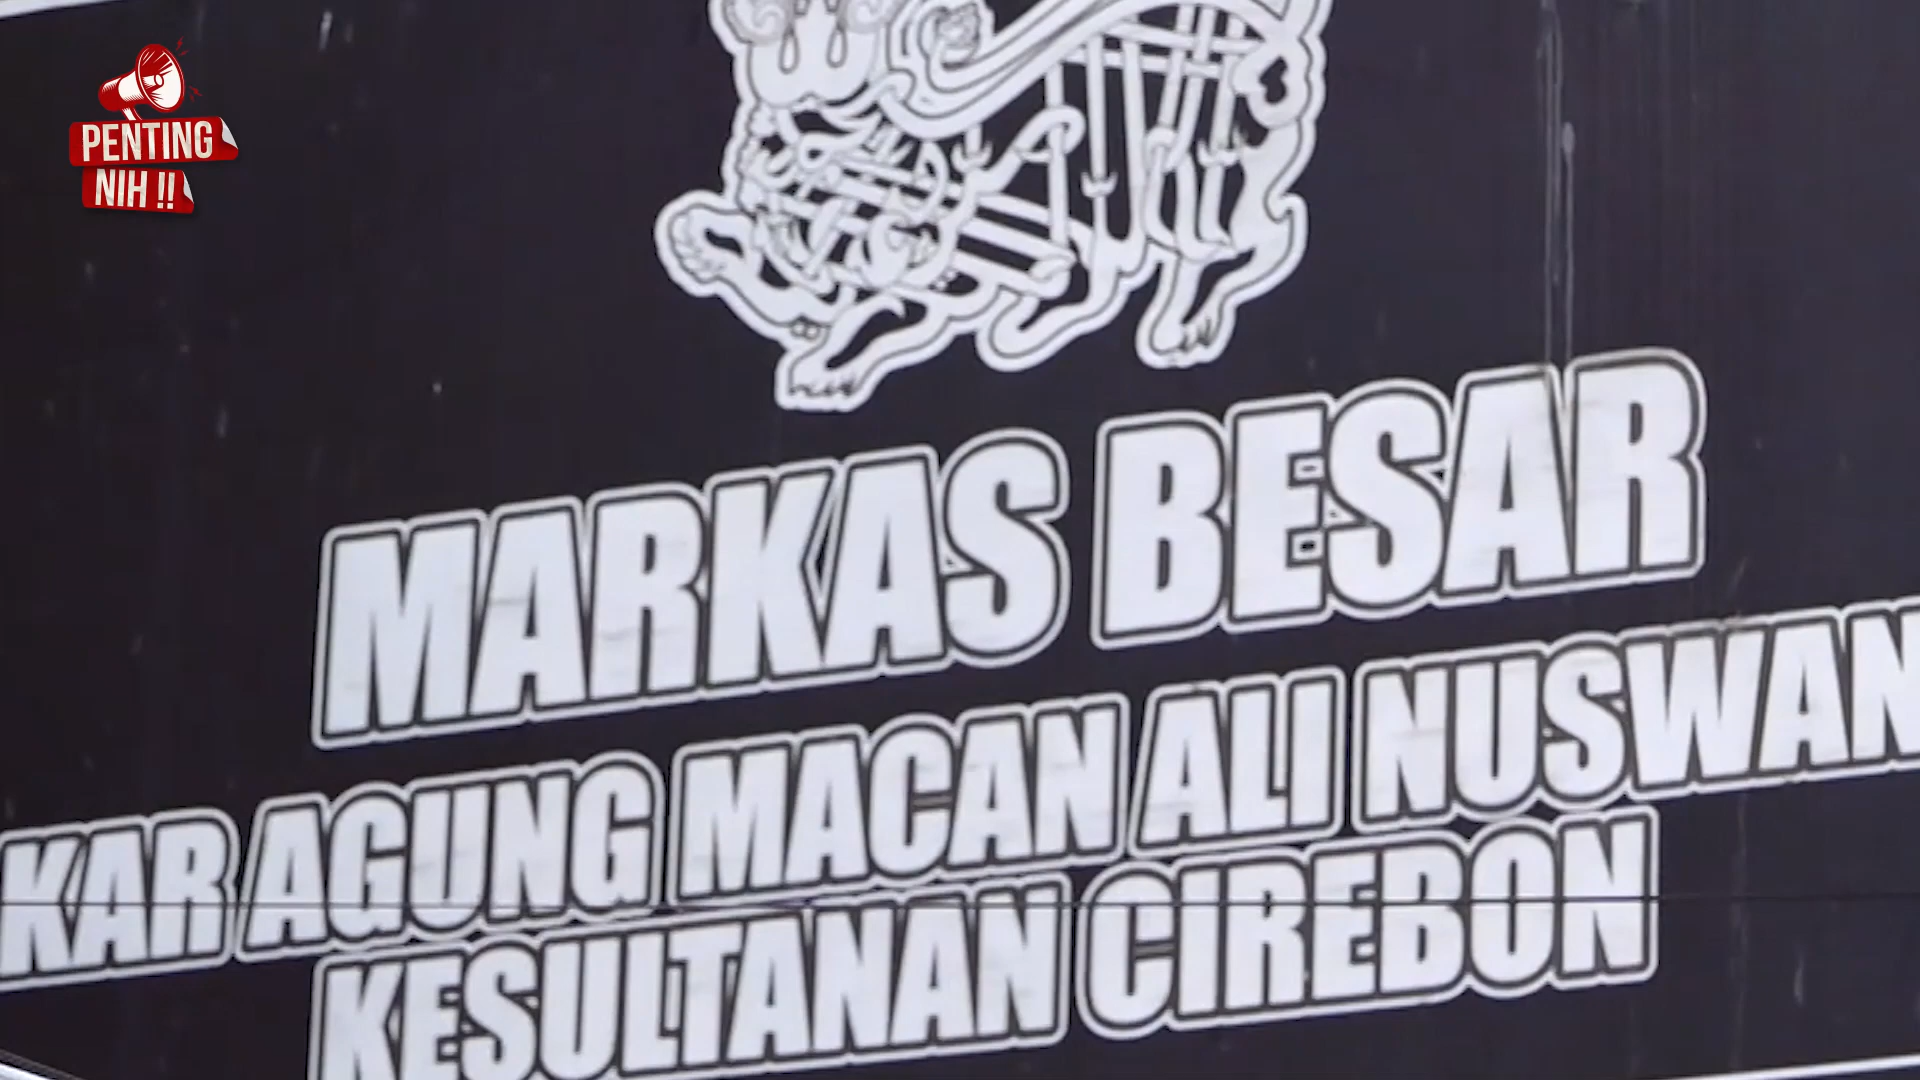 PENTING
NIH !!
MARKAS BESAR
KAR AGUNG MACAN ALI NUSWAN
KESULTANAN CIREBON